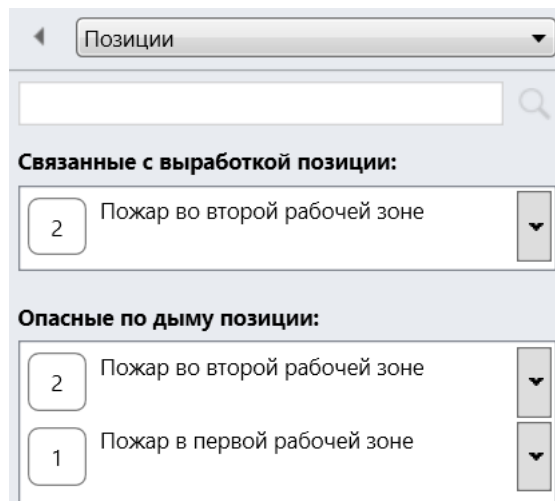 Позиции
Связанные с выработкой позиции:
2 Пожар во второй рабочей зоне
Опасные по дыму позиции:
2 Пожар во второй рабочей зоне
1 Пожар в первой рабочей зоне